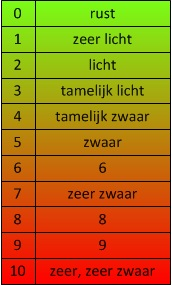 0 rust
1 zeer licht
2 licht
3 tamelijk licht
4 tamelijk zwaar
5 zwaar
6 6
7 zeer zwaar
8 8
9 9
10 zeer, zeer zwaar